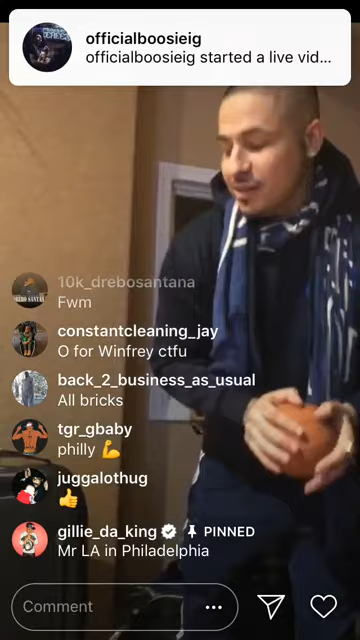 officialboosieig
officialboosieig started a live vid...
10k_drebosantana
Fwm
constantcleaning_jay
O for Winfrey ctfu
back_2_business_as_usual
All bricks
tgr_gbaby
philly 💪
juggalothug
👍
gillie_da_king PINNED
Mr LA in Philadelphia
Comment